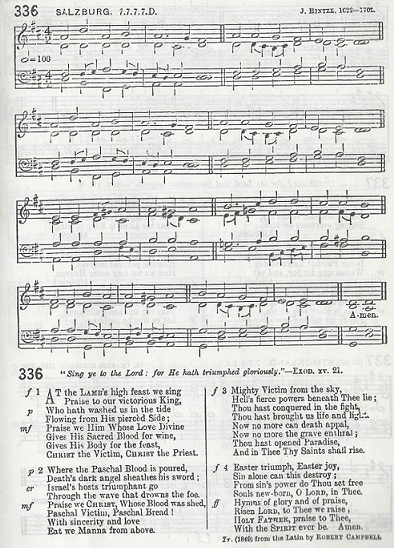 336 SALZBURG. 7.7.7.7.D. J. HINTZE, 1622—1702.
=100
A-men.
336 "Sing ye to the Lord: for He hath triumphed gloriously."—EXOD. XV. 21.
f 1 AT the LAMB'S high feast we sing
Praise to our victorious King,
p Who hath washed us in the tide
Flowing from His pierced Side;
mf Praise we Him Whose Love Divine
Gives His Sacred Blood for wine,
Gives His Body for the feast,
CHRIST the Victim, CHRIST the Priest.
p 2 Where the Paschal Blood is poured,
Death's dark angel sheathes his sword;
cr Israel's hosts triumphant go
Through the wave that drowns the foe.
mf Praise we CHRIST, Whose Blood was shed,
Paschal Victim, Paschal Bread!
With sincerity and love
Eat we Manna from above.
f 3 Mighty Victim from the sky,
Hell's fierce powers beneath Thee lie;
Thou hast conquered in the fight,
Thou hast brought us life and light.
Now no more can death appal,
Now no more the grave enthral;
Thou hast opened Paradise,
And in Thee Thy Saints shall rise.
f 4 Easter triumph, Easter joy,
Sin alone can this destroy;
From sin's power do Thou set free
Souls new-born, O LORD, in Thee.
ff Hymns of glory and of praise,
Risen LORD, to Thee we raise,
HOLY FATHER, praise to Thee,
With the SPIRIT ever be. Amen.
Tr. (1849) from the Latin by ROBERT CAMPBELL